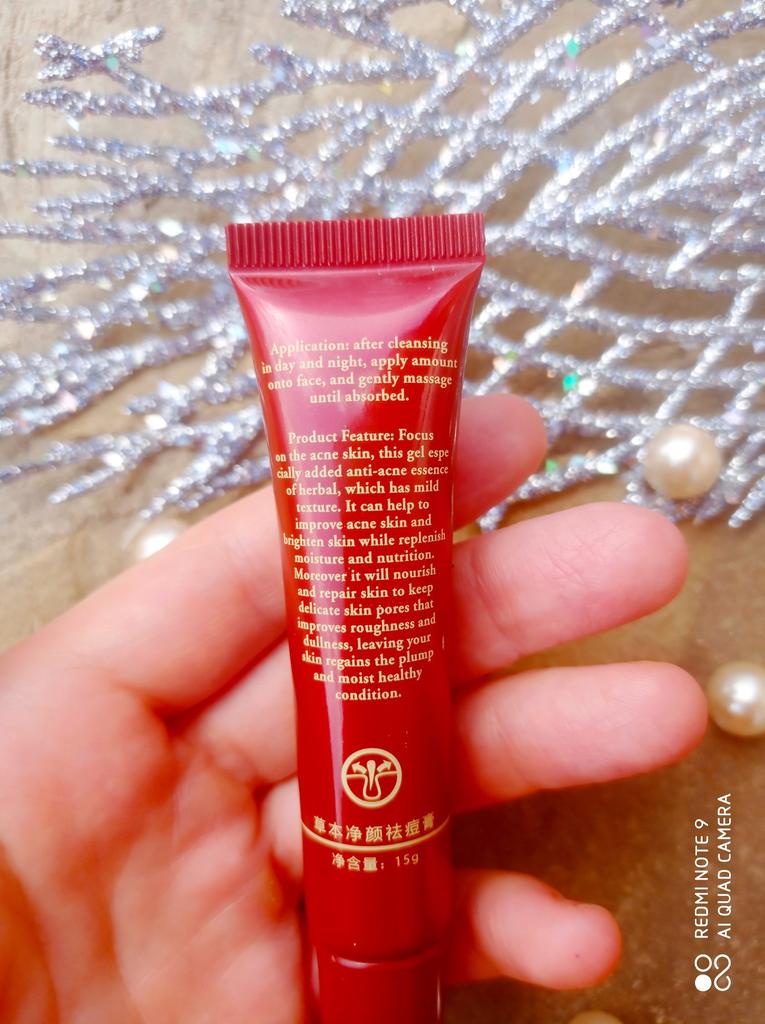 Application: after cleansing
in day and night, apply amount
onto face, and gently massage
until absorbed.
Product Feature: Focus
on the acne skin, this gel espe
cially added anti-acne essence
of herbal, which has mild
texture. It can help to
improve acne skin and
brighten skin while replenish
moisture and nutrition.
Moreover it will nourish
and repair skin to keep
delicate skin pores that
improves roughness and
dullness, leaving your
skin regains the plump
and moist healthy
condition.
草本净颜祛痘膏
净含量：15g
REDMI NOTE 9
AI QUAD CAMERA